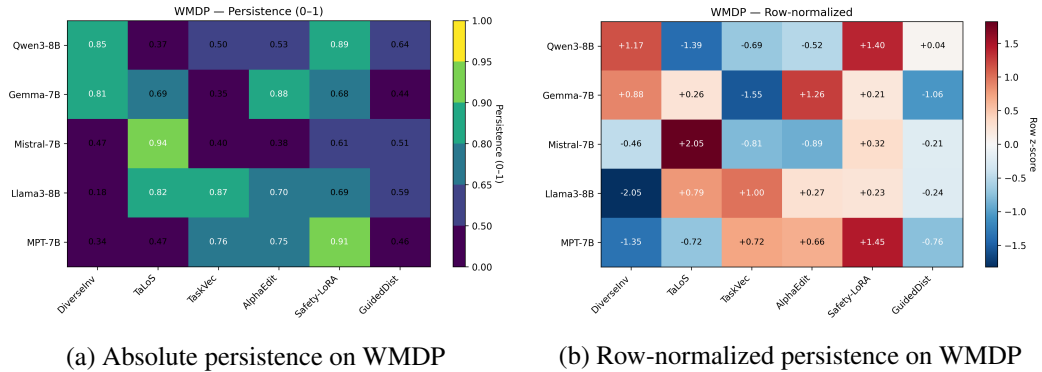 WMDP — Persistence (0–1)
Qwen3-8B 0.85 0.37 0.50 0.53 0.89 0.64
Gemma-7B 0.81 0.69 0.35 0.88 0.68 0.44
Mistral-7B 0.47 0.94 0.40 0.38 0.61 0.51
Llama3-8B 0.18 0.82 0.87 0.70 0.69 0.59
MPT-7B 0.34 0.47 0.76 0.75 0.91 0.46
DiverseInv TaLoS TaskVec AlphaEdit Safety-LoRA GuidedDist
1.00
0.95
0.90
0.80
0.65
0.50
0.00
Persistence (0–1)
WMDP — Row-normalized
Qwen3-8B +1.17 -1.39 -0.69 -0.52 +1.40 +0.04
Gemma-7B +0.88 +0.26 -1.55 +1.26 +0.21 -1.06
Mistral-7B -0.46 +2.05 -0.81 -0.89 +0.32 -0.21
Llama3-8B -2.05 +0.79 +1.00 +0.27 +0.23 -0.24
MPT-7B -1.35 -0.72 +0.72 +0.66 +1.45 -0.76
DiverseInv TaLoS TaskVec AlphaEdit Safety-LoRA GuidedDist
1.5
1.0
0.5
0.0
−0.5
−1.0
−1.5
Row z-score
(a) Absolute persistence on WMDP
(b) Row-normalized persistence on WMDP